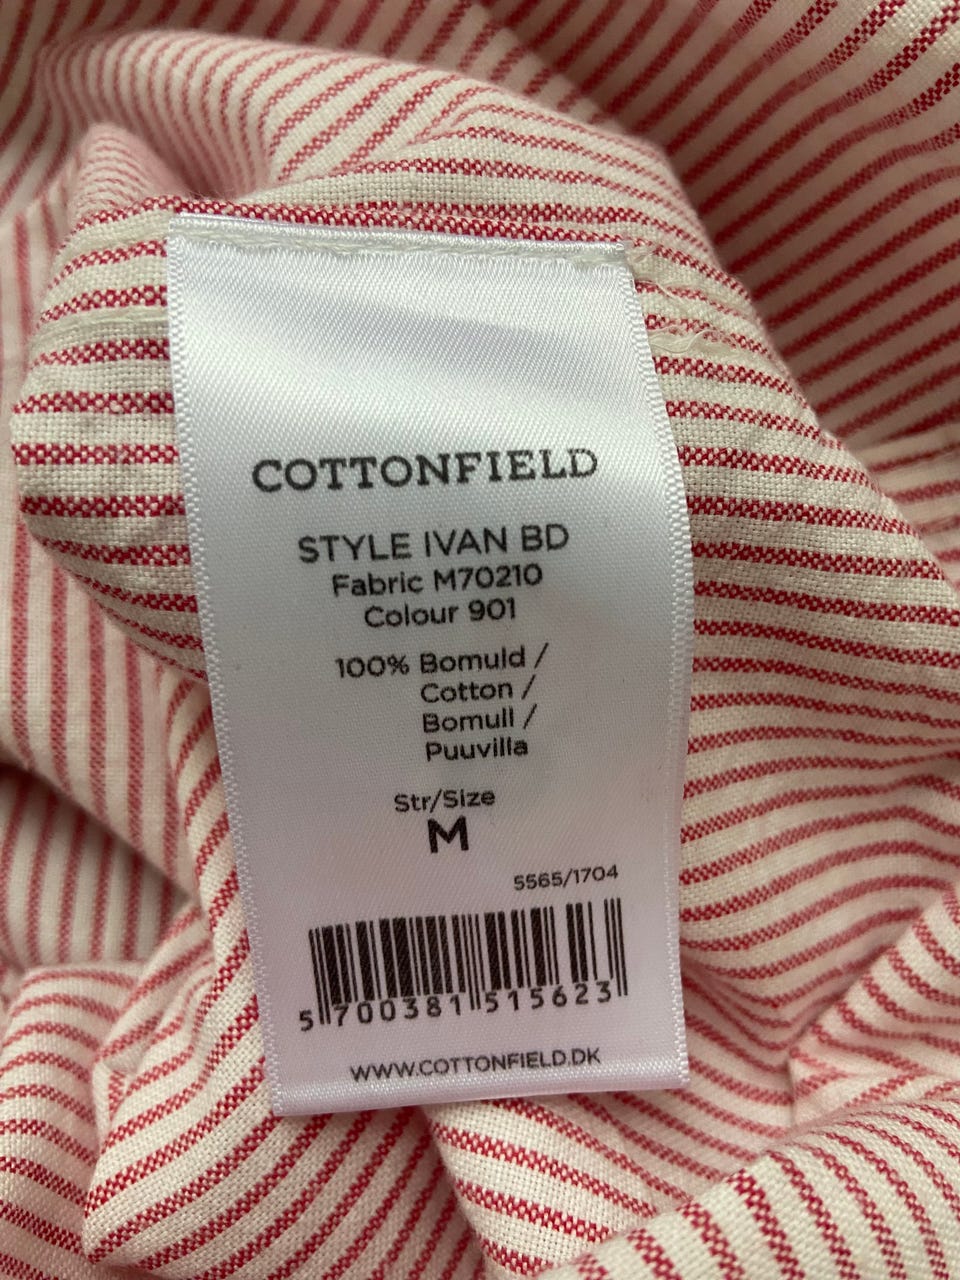 COTTONFIELD
STYLE IVAN BD
Fabric M70210
Colour 901
100% Bomuld /
Cotton /
Bomull /
Puuvilla
Str/Size
M
5565/1704
5 700381 515623
WWW.COTTONFIELD.DK